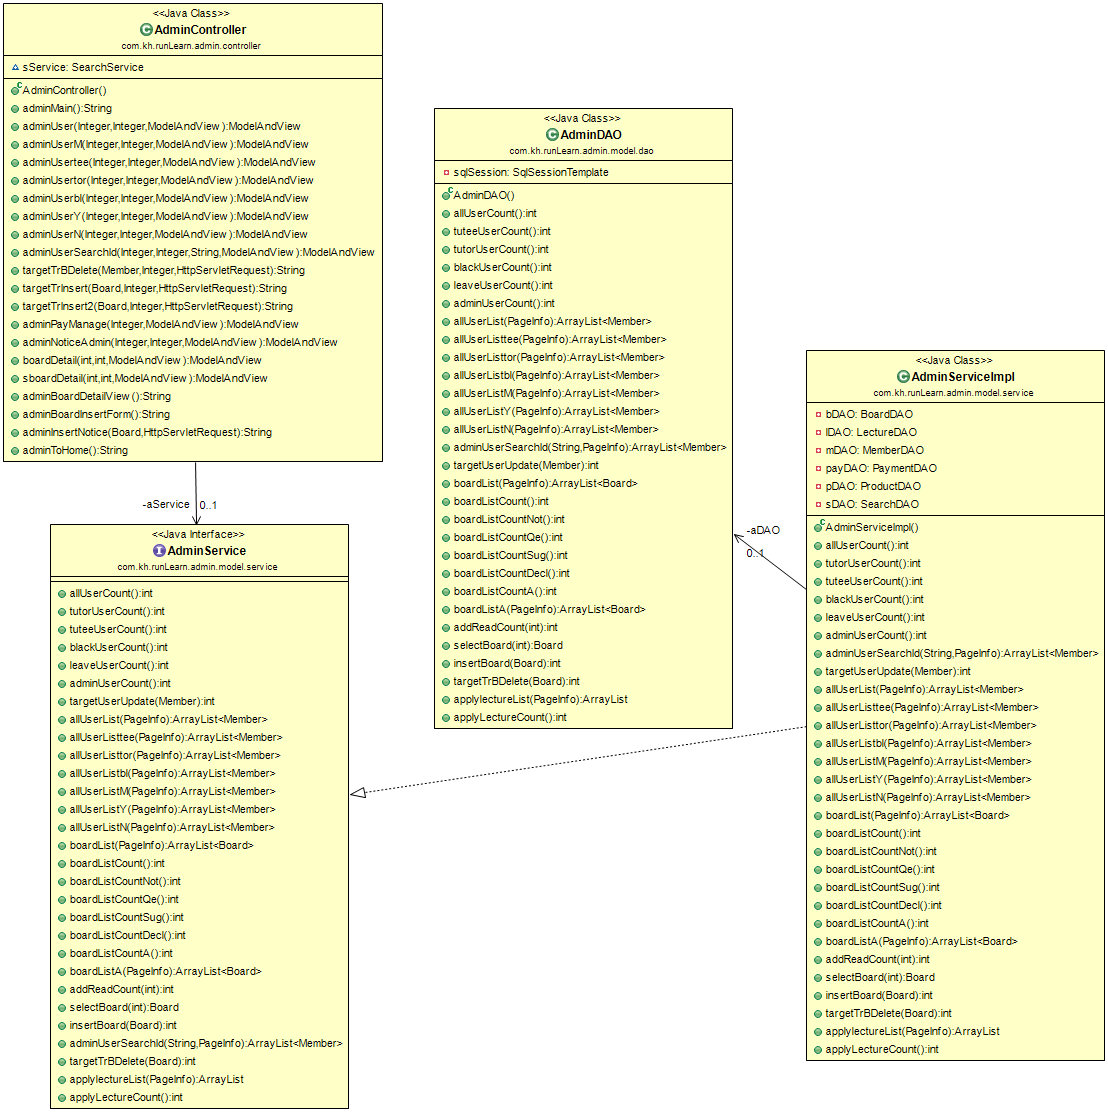 <<Java Class>>
AdminController
com.kh.runLearn.admin.controller
sService: SearchService
AdminController()
adminMain():String
adminUser(Integer,Integer,ModelAndView ):ModelAndView
adminUserM(Integer,Integer,ModelAndView ):ModelAndView
adminUsertee(Integer,Integer,ModelAndView ):ModelAndView
adminUsertor(Integer,Integer,ModelAndView ):ModelAndView
adminUserbl(Integer,Integer,ModelAndView ):ModelAndView
adminUserY(Integer,Integer,ModelAndView ):ModelAndView
adminUserN(Integer,Integer,ModelAndView ):ModelAndView
adminUserSearchId(Integer,Integer,String,ModelAndView ):ModelAndView
targetTrBDelete(Member,Integer,HttpServletRequest):String
targetTrInsert(Board,Integer,HttpServletRequest):String
targetTrInsert2(Board,Integer,HttpServletRequest):String
adminPayManage(Integer,ModelAndView ):ModelAndView
adminNoticeAdmin(Integer,Integer,ModelAndView ):ModelAndView
boardDetail(int,int,ModelAndView ):ModelAndView
sboardDetail(int,int,ModelAndView ):ModelAndView
adminBoardDetailView ():String
adminBoardInsertForm():String
adminInsertNotice(Board,HttpServletRequest):String
adminToHome():String
-aService
0..1
<<Java Interface>>
AdminService
com.kh.runLearn.admin.model.service
allUserCount():int
tutorUserCount():int
tuteeUserCount():int
blackUserCount():int
leaveUserCount():int
adminUserCount():int
targetUserUpdate(Member):int
allUserList(PageInfo):ArrayList<Member>
allUserListtee(PageInfo):ArrayList<Member>
allUserListtor(PageInfo):ArrayList<Member>
allUserListbl(PageInfo):ArrayList<Member>
allUserListM(PageInfo):ArrayList<Member>
allUserListY(PageInfo):ArrayList<Member>
allUserListN(PageInfo):ArrayList<Member>
boardList(PageInfo):ArrayList<Board>
boardListCount():int
boardListCountNot():int
boardListCountQe():int
boardListCountSug():int
boardListCountDecl():int
boardListCountA():int
boardListA(PageInfo):ArrayList<Board>
addReadCount(int):int
selectBoard(int):Board
insertBoard(Board):int
adminUserSearchId(String,PageInfo):ArrayList<Member>
targetTrBDelete(Board):int
applylectureList(PageInfo):ArrayList
applyLectureCount():int
<<Java Class>>
AdminDAO
com.kh.runLearn.admin.model.dao
sqlSession: SqlSessionTemplate
AdminDAO()
allUserCount():int
tuteeUserCount():int
tutorUserCount():int
blackUserCount():int
leaveUserCount():int
adminUserCount():int
allUserList(PageInfo):ArrayList<Member>
allUserListtee(PageInfo):ArrayList<Member>
allUserListtor(PageInfo):ArrayList<Member>
allUserListbl(PageInfo):ArrayList<Member>
allUserListM(PageInfo):ArrayList<Member>
allUserListY(PageInfo):ArrayList<Member>
allUserListN(PageInfo):ArrayList<Member>
adminUserSearchId(String,PageInfo):ArrayList<Member>
targetUserUpdate(Member):int
boardList(PageInfo):ArrayList<Board>
boardListCount():int
boardListCountNot():int
boardListCountQe():int
boardListCountSug():int
boardListCountDecl():int
boardListCountA():int
boardListA(PageInfo):ArrayList<Board>
addReadCount(int):int
selectBoard(int):Board
insertBoard(Board):int
targetTrBDelete(Board):int
applylectureList(PageInfo):ArrayList
applyLectureCount():int
-aDAO
0..1
<<Java Class>>
AdminServiceImpl
com.kh.runLearn.admin.model.service
bDAO: BoardDAO
lDAO: LectureDAO
mDAO: MemberDAO
payDAO: PaymentDAO
pDAO: ProductDAO
sDAO: SearchDAO
AdminServiceImpl()
allUserCount():int
tutorUserCount():int
tuteeUserCount():int
blackUserCount():int
leaveUserCount():int
adminUserCount():int
adminUserSearchId(String,PageInfo):ArrayList<Member>
targetUserUpdate(Member):int
allUserList(PageInfo):ArrayList<Member>
allUserListtee(PageInfo):ArrayList<Member>
allUserListtor(PageInfo):ArrayList<Member>
allUserListbl(PageInfo):ArrayList<Member>
allUserListM(PageInfo):ArrayList<Member>
allUserListY(PageInfo):ArrayList<Member>
allUserListN(PageInfo):ArrayList<Member>
boardList(PageInfo):ArrayList<Board>
boardListCount():int
boardListCountNot():int
boardListCountQe():int
boardListCountSug():int
boardListCountDecl():int
boardListCountA():int
boardListA(PageInfo):ArrayList<Board>
addReadCount(int):int
selectBoard(int):Board
insertBoard(Board):int
targetTrBDelete(Board):int
applylectureList(PageInfo):ArrayList
applyLectureCount():int